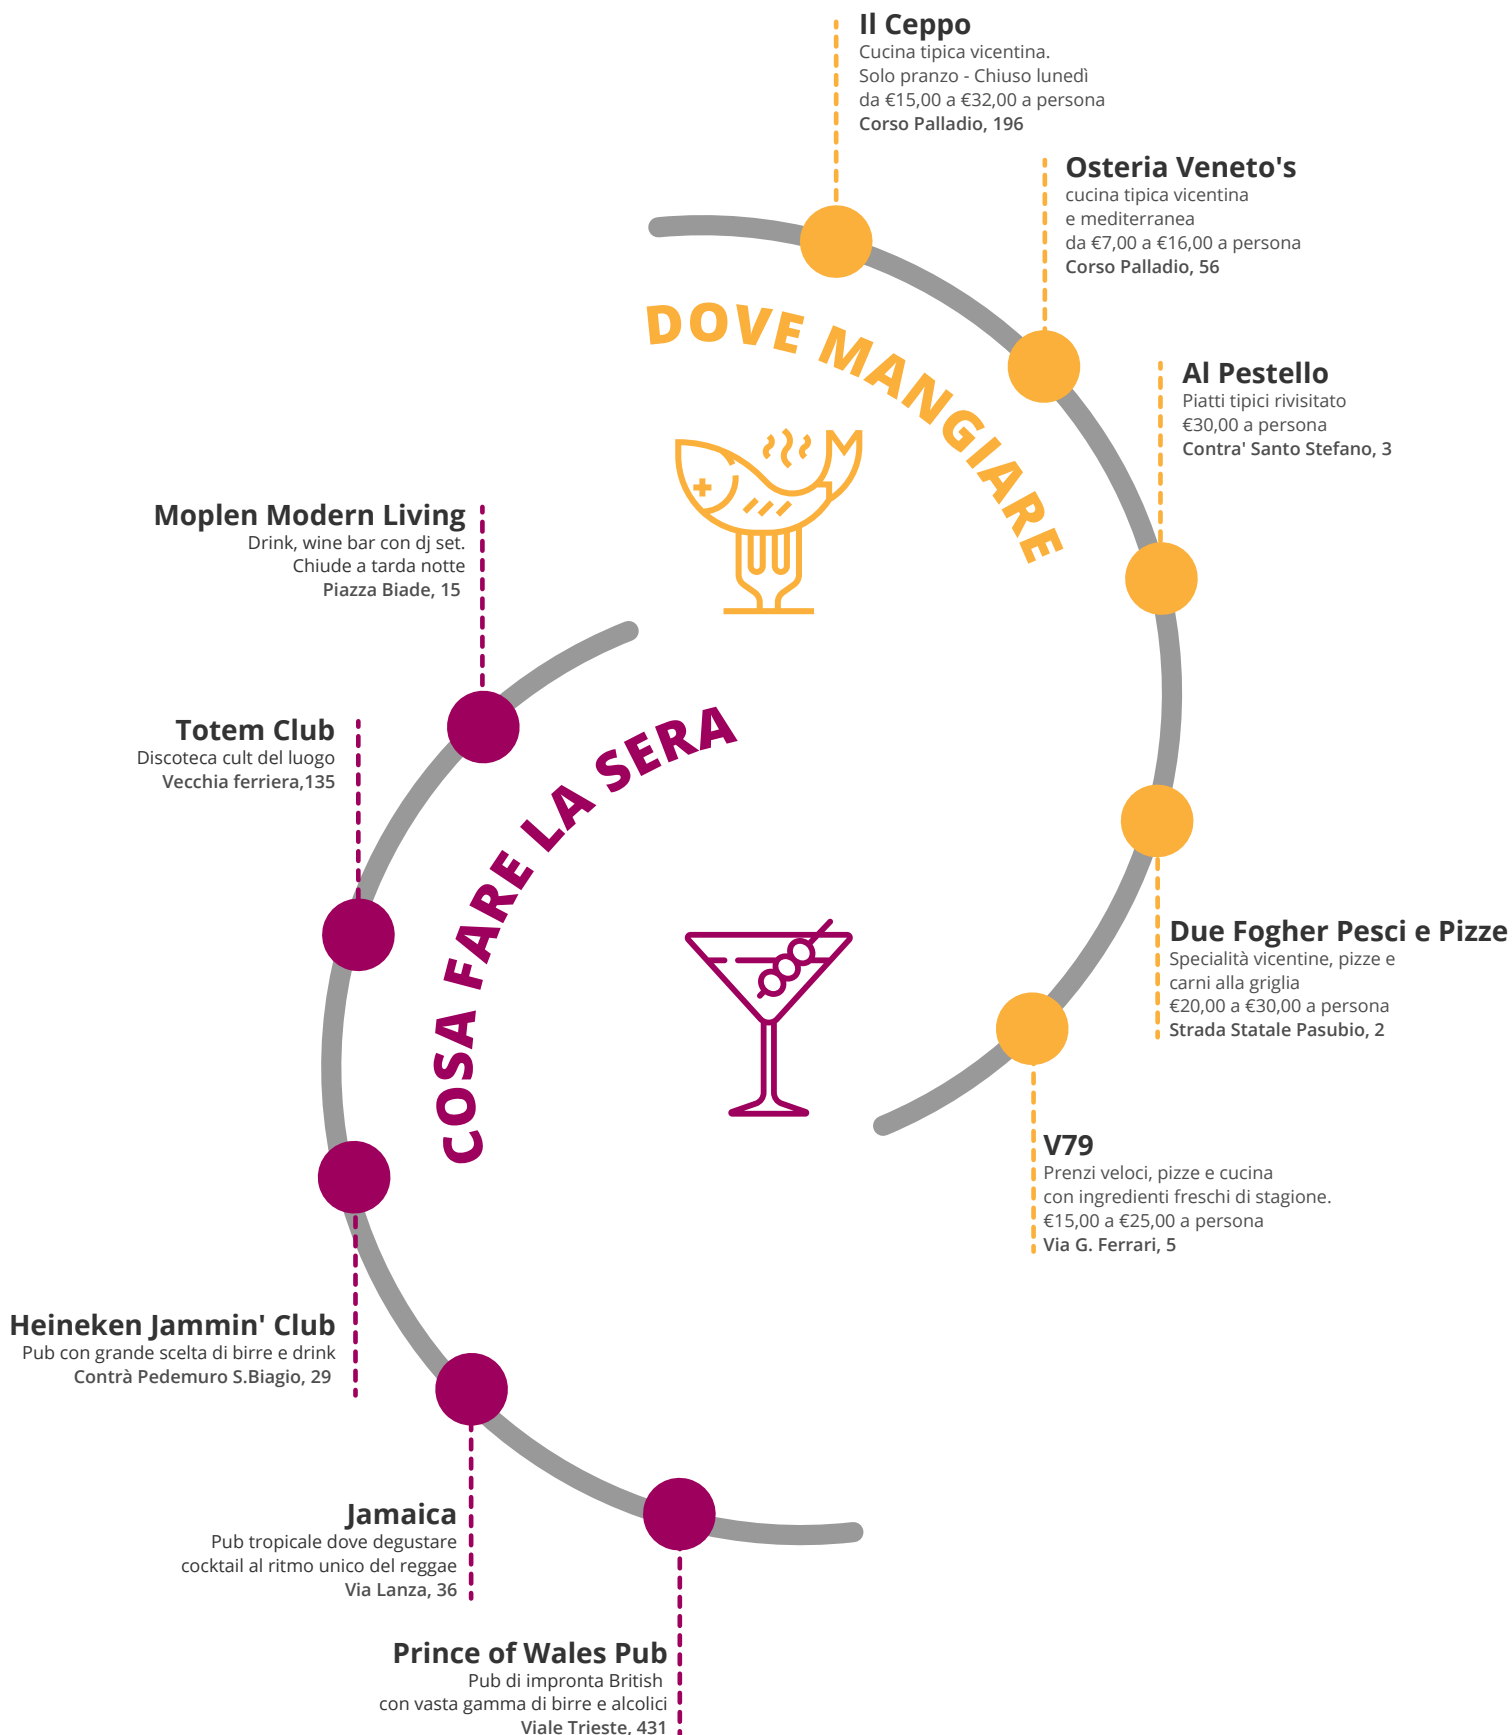 Il Ceppo
Cucina tipica vicentina.
Solo pranzo - Chiuso lunedì
da €15,00 a €32,00 a persona
Corso Palladio, 196
Osteria Veneto's
cucina tipica vicentina
e mediterranea
da €7,00 a €16,00 a persona
Corso Palladio, 56
DOVE MANGIARE
Al Pestello
Piatti tipici rivisitato
€30,00 a persona
Contra' Santo Stefano, 3
Due Fogher Pesci e Pizze
Specialità vicentine, pizze e
carni alla griglia
€20,00 a €30,00 a persona
Strada Statale Pasubio, 2
V79
Prenzi veloci, pizze e cucina
con ingredienti freschi di stagione.
€15,00 a €25,00 a persona
Via G. Ferrari, 5
Moplen Modern Living
Drink, wine bar con dj set.
Chiude a tarda notte
Piazza Biade, 15
COSA FARE LA SERA
Totem Club
Discoteca cult del luogo
Vecchia ferriera,135
Heineken Jammin' Club
Pub con grande scelta di birre e drink
Contrà Pedemuro S.Biagio, 29
Jamaica
Pub tropicale dove degustare
cocktail al ritmo unico del reggae
Via Lanza, 36
Prince of Wales Pub
Pub di impronta British
con vasta gamma di birre e alcolici
Viale Trieste, 431